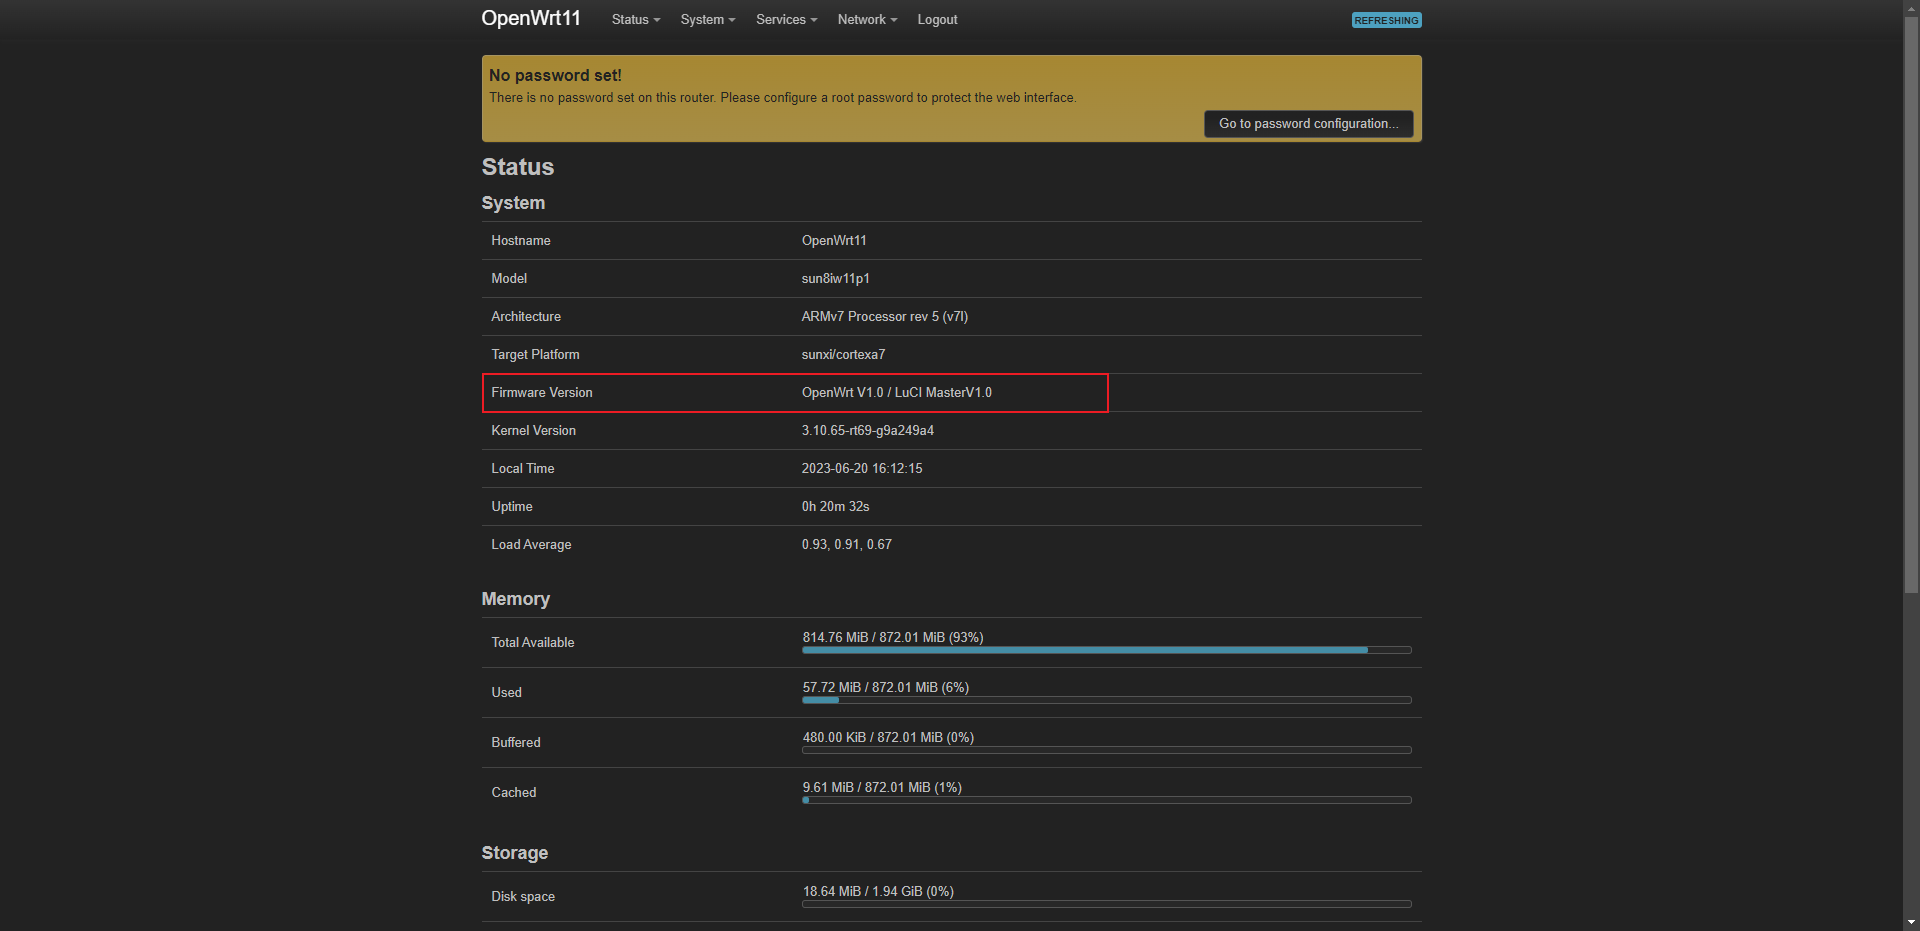 OpenWrt11 Status System Services Network Logout REFRESHING
No password set!
There is no password set on this router. Please configure a root password to protect the web interface.
Go to password configuration...
Status
System
Hostname OpenWrt11
Model sun8iw11p1
Architecture ARMv7 Processor rev 5 (v7l)
Target Platform sunxi/cortexa7
Firmware Version OpenWrt V1.0 / LuCI MasterV1.0
Kernel Version 3.10.65-rt69-g9a249a4
Local Time 2023-06-20 16:12:15
Uptime 0h 20m 32s
Load Average 0.93, 0.91, 0.67
Memory
Total Available 814.76 MiB / 872.01 MiB (93%)
Used 57.72 MiB / 872.01 MiB (6%)
Buffered 480.00 KiB / 872.01 MiB (0%)
Cached 9.61 MiB / 872.01 MiB (1%)
Storage
Disk space 18.64 MiB / 1.94 GiB (0%)